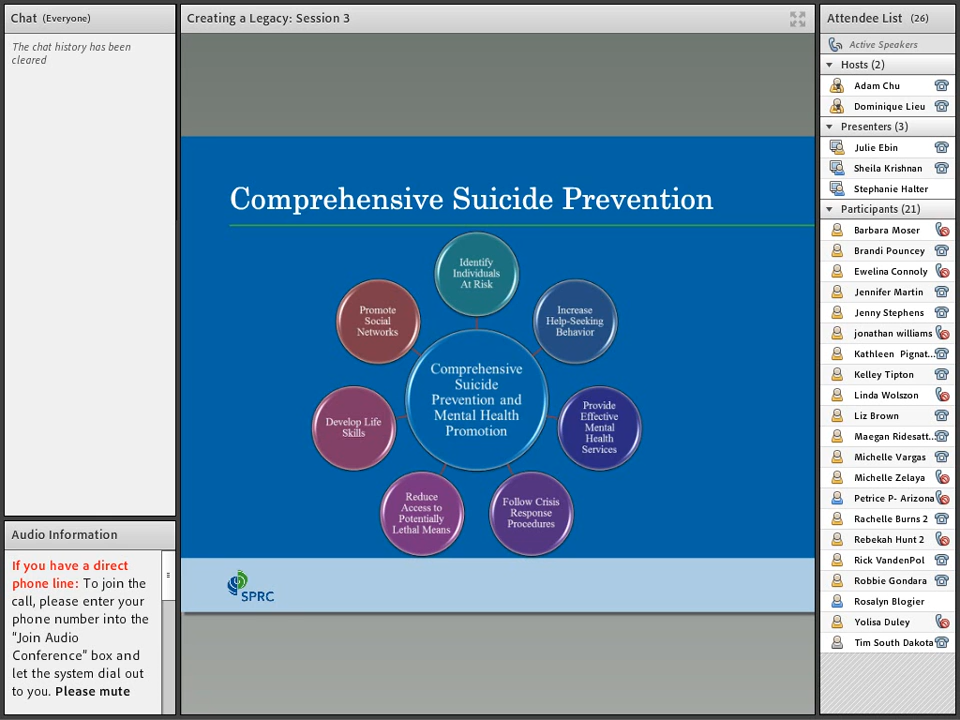 Chat (Everyone)
The chat history has been
cleared
Audio Information
If you have a direct
phone line: To join the
call, please enter your
phone number into the
"Join Audio
Conference" box and
let the system dial out
to you. Please mute
Creating a Legacy: Session 3
Comprehensive Suicide Prevention
Identify
Individuals
At Risk
Increase
Help-Seeking
Behavior
Provide
Effective
Mental
Health
Services
Follow Crisis
Response
Procedures
Reduce
Access to
Potentially
Lethal Means
Develop Life
Skills
Promote
Social
Networks
Comprehensive
Suicide
Prevention and
Mental Health
Promotion
SPRC
Attendee List (26)
Active Speakers
Hosts (2)
Adam Chu
Dominique Lieu
Presenters (3)
Julie Ebin
Sheila Krishnan
Stephanie Halter
Participants (21)
Barbara Moser
Brandi Pouncey
Ewelina Connoly
Jennifer Martin
Jenny Stephens
jonathan williams
Kathleen Pignat...
Kelley Tipton
Linda Wolszon
Liz Brown
Maegan Ridesatt...
Michelle Vargas
Michelle Zelaya
Petrice P- Arizona
Rachelle Burns 2
Rebekah Hunt 2
Rick VandenPol
Robbie Gondara
Rosalyn Blogier
Yolisa Duley
Tim South Dakota